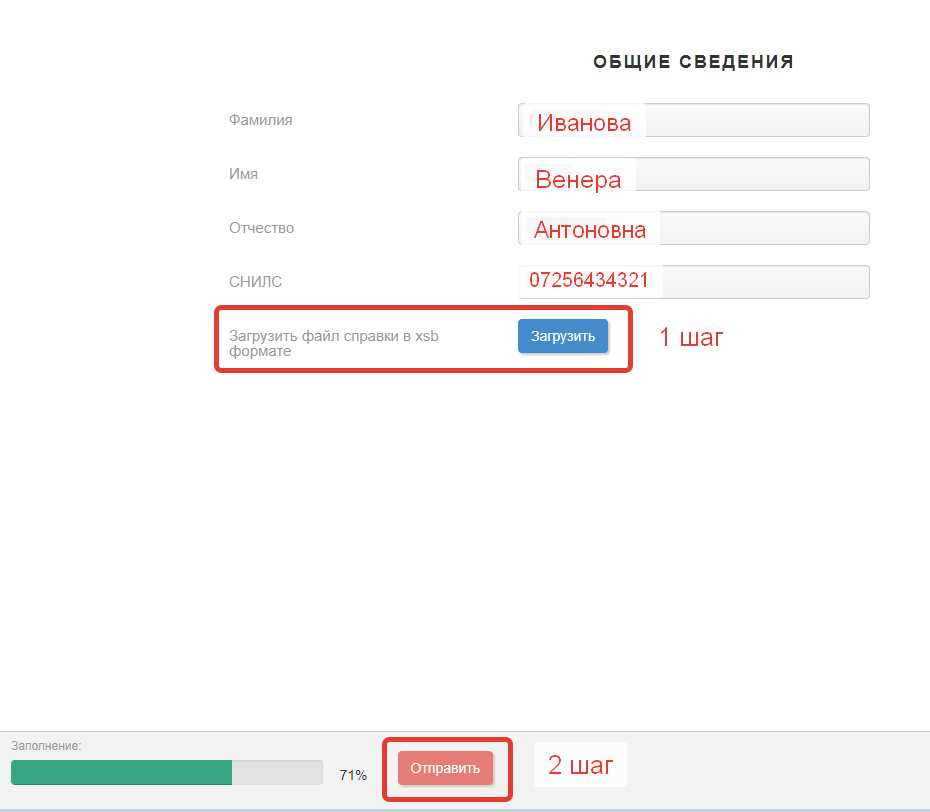 ОБЩИЕ СВЕДЕНИЯ
Фамилия
Иванова
Имя
Венера
Отчество
Антоновна
СНИЛС
07256434321
Загрузить файл справки в xsb
формате
Загрузить
1 шаг
Заполнение:
71%
Отправить
2 шаг